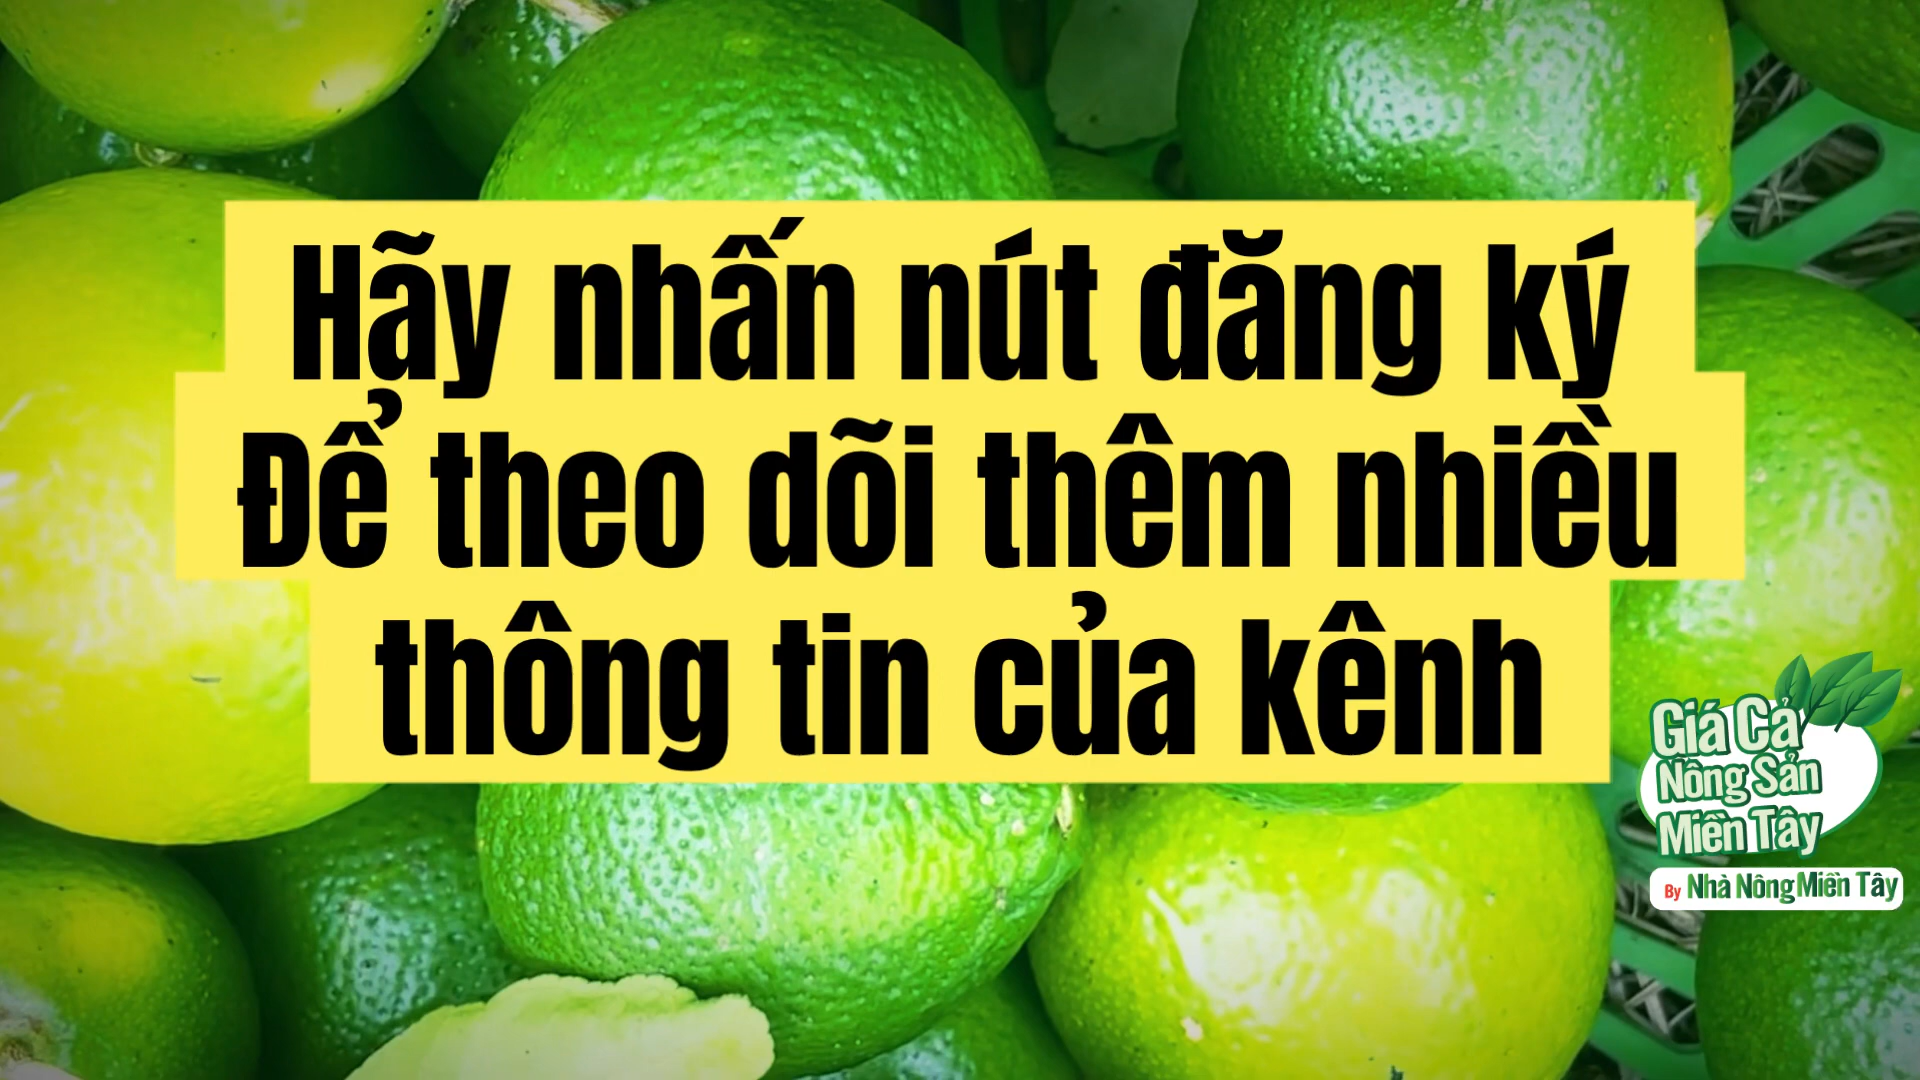 Hãy nhấn nút đăng ký
Để theo dõi thêm nhiều
thông tin của kênh
Giá Cả
Nông Sản
Miền Tây
By Nhà Nông Miền Tây